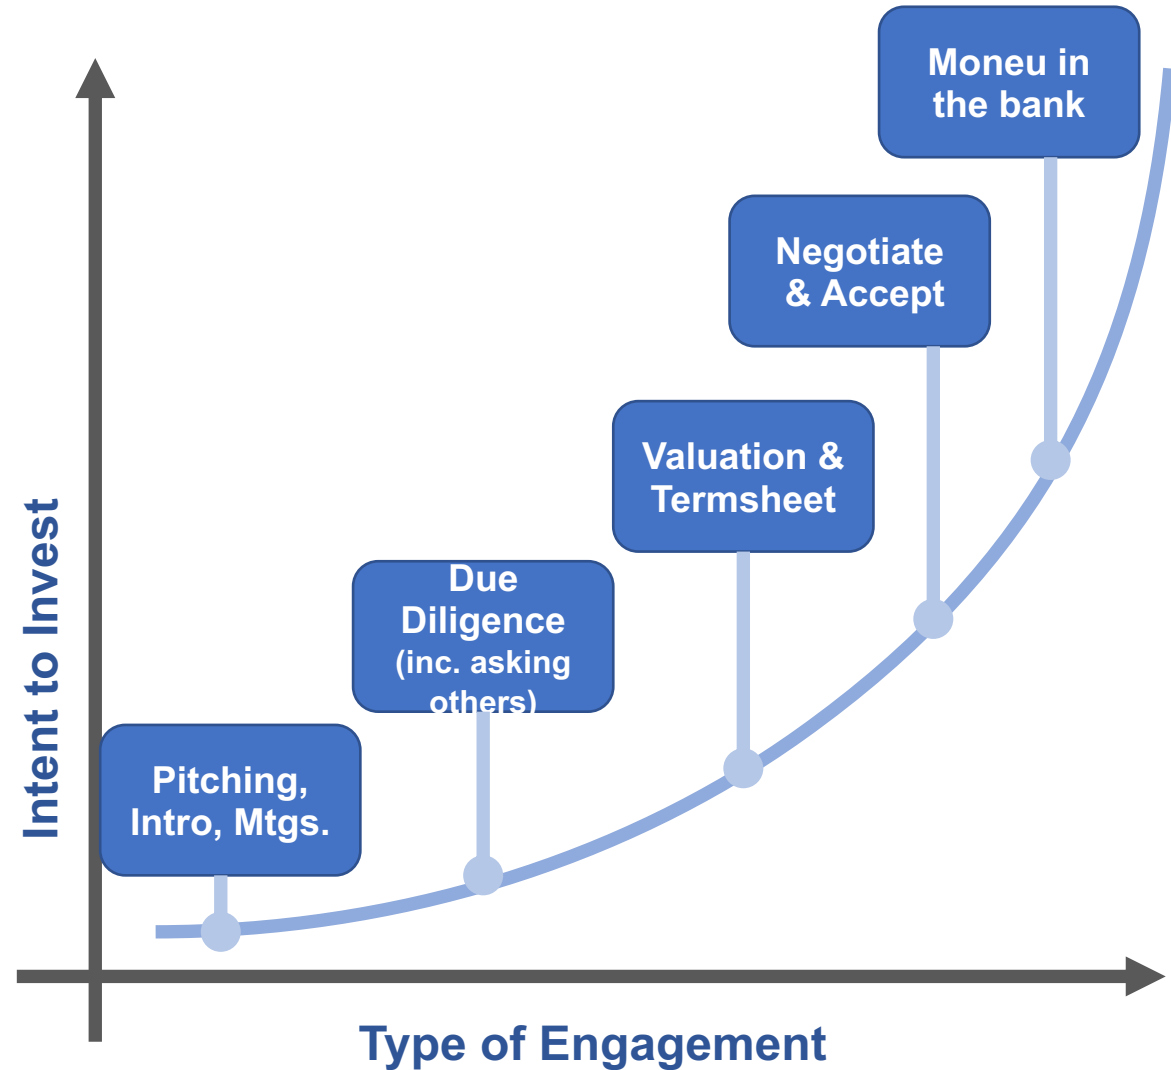 Moneu in
the bank
Negotiate
& Accept
Valuation &
Termsheet
Due
Diligence
(inc. asking
others)
Pitching,
Intro, Mtgs.
Intent to Invest
Type of Engagement